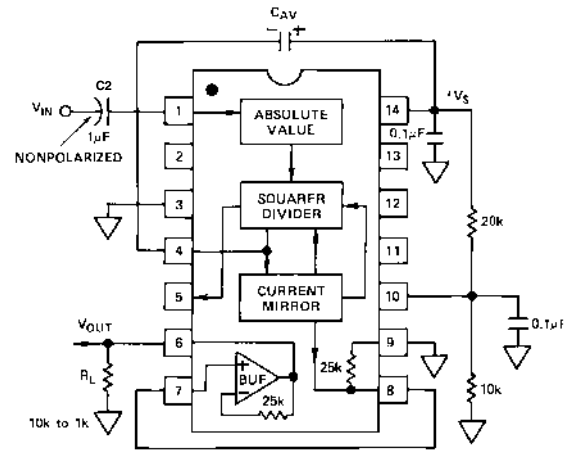 CAV
− +
C2
VIN
1μF
NONPOLARIZED
1
2
3
4
5
6
7
ABSOLUTE
VALUE
SQUARER
DIVIDER
CURRENT
MIRROR
+
−
BUF
25k
25k
14
13
12
11
10
9
8
+VS
0.1μF
20k
0.1μF
10k
VOUT
RL
10k to 1k